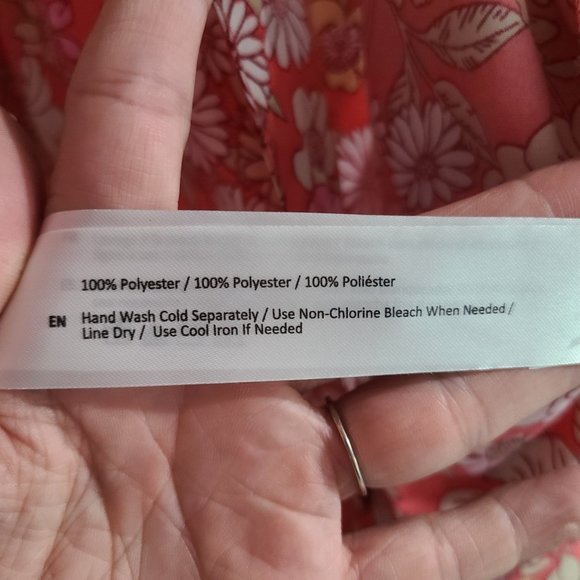 100% Polyester / 100% Polyester / 100% Poliéster
EN Hand Wash Cold Separately / Use Non-Chlorine Bleach When Needed /
Line Dry / Use Cool Iron If Needed